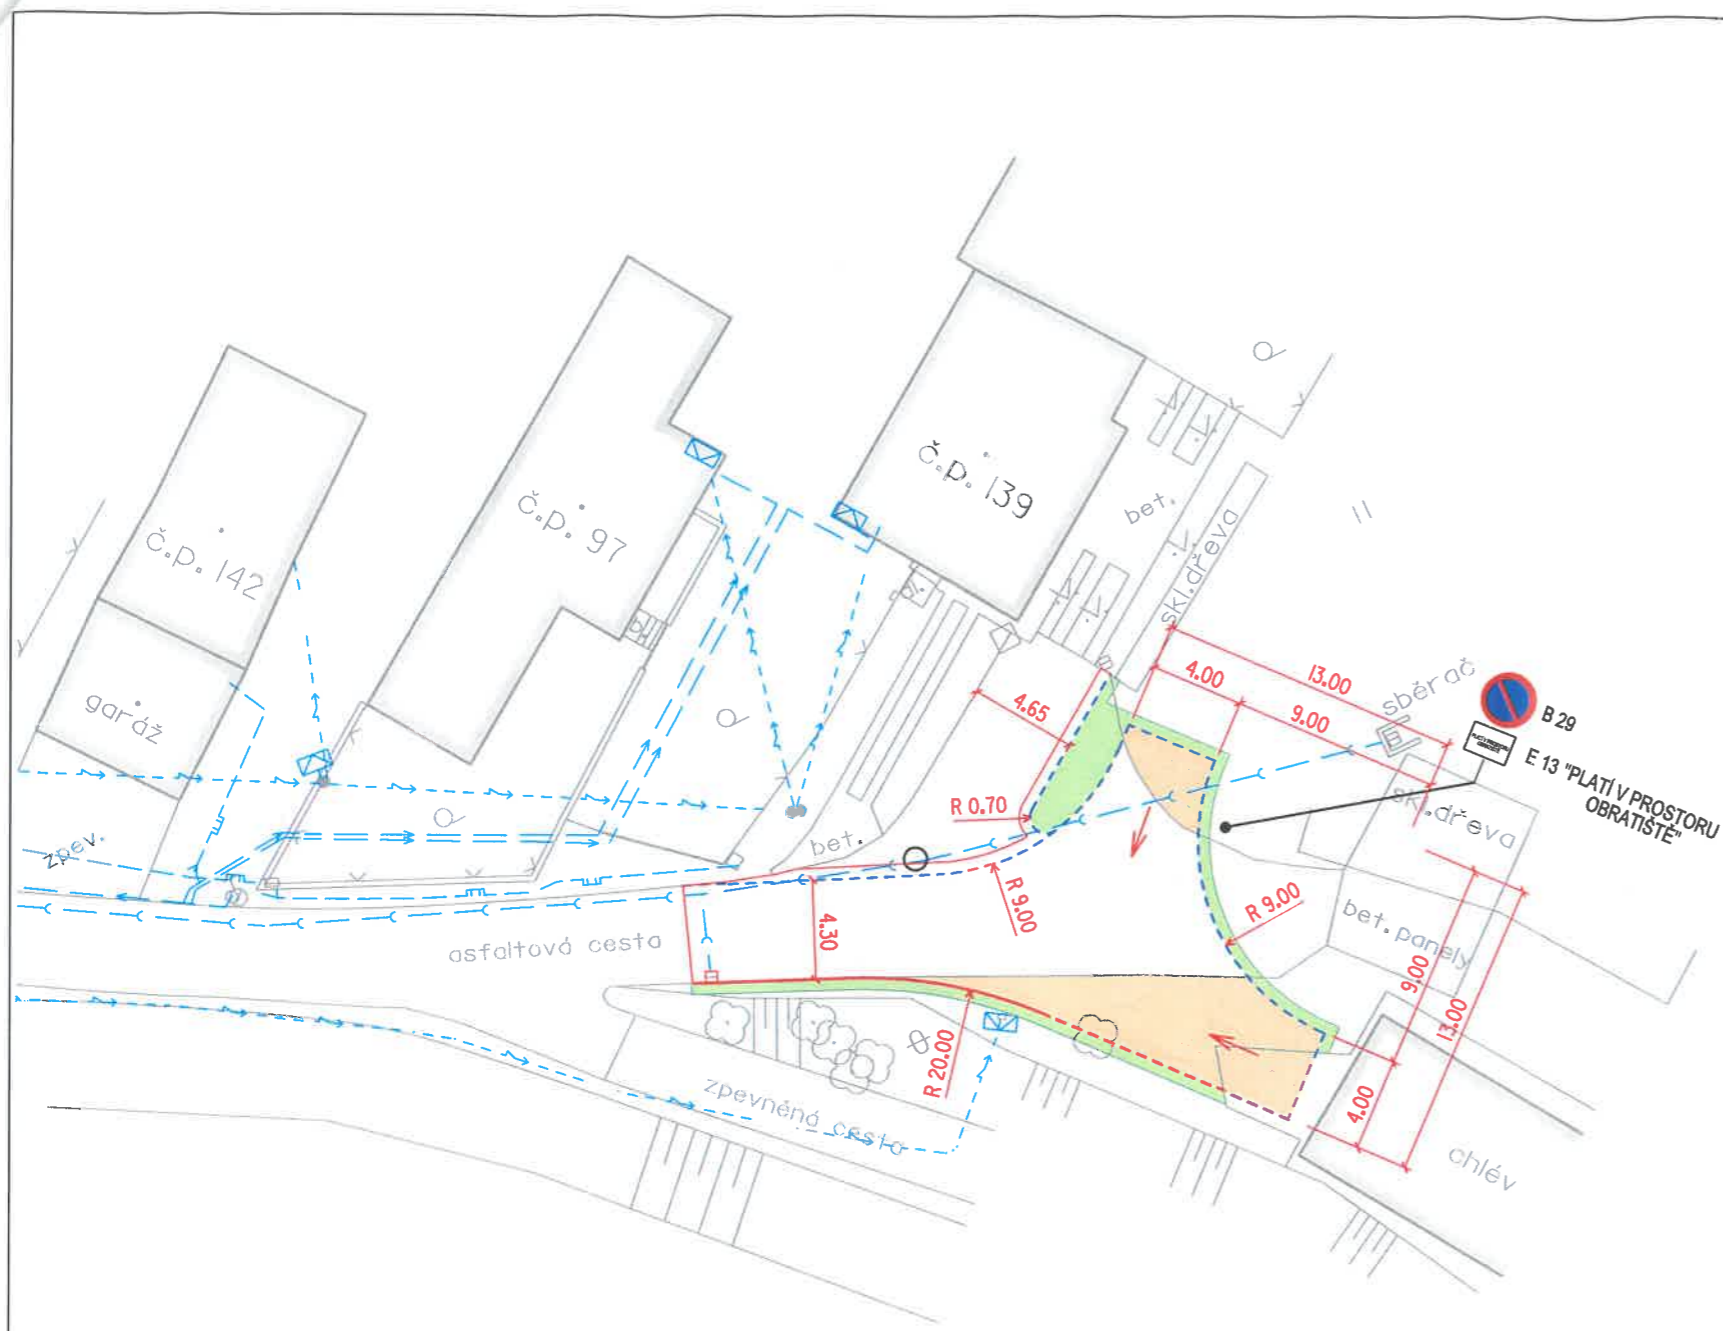 č.p. 139
č.p. 97
č.p. 142
garáž
bet.
skl.dřeva
sběrač
B 29
E 13 "PLATÍ V PROSTORU
OBRATIŠTĚ"
13.00
4.00
9.00
4.65
R 0.70
skl.dřeva
zpev.
bet.
R 9.00
R 9.00
4.30
bet.panely
asfaltová cesta
9.00
13.00
R 20.00
zpevněná cesta
4.00
chlév